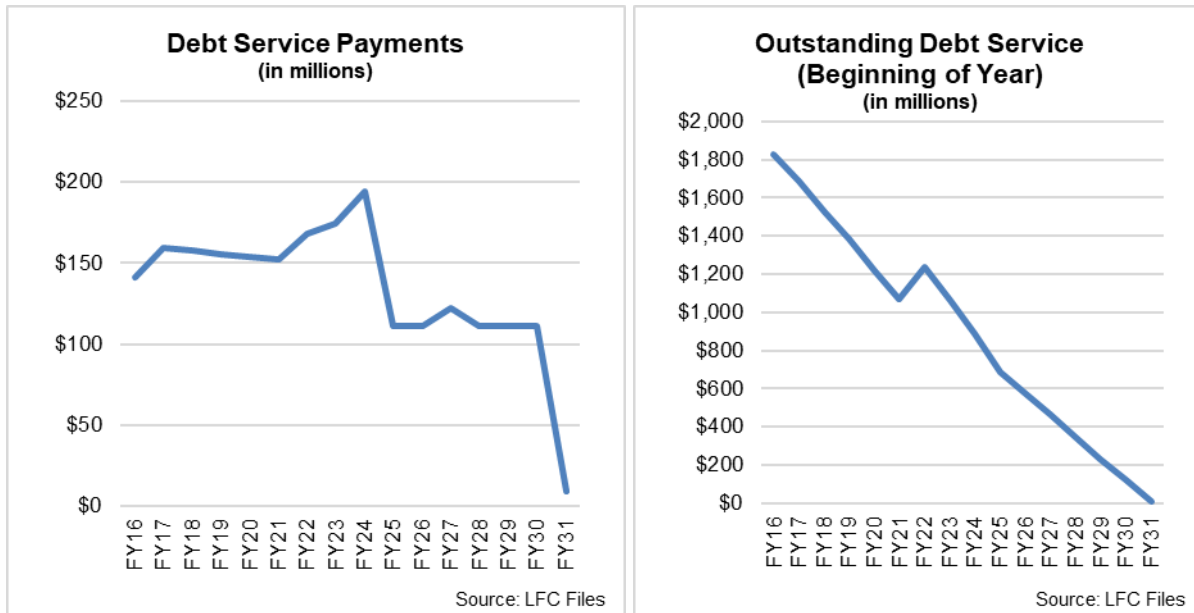 Debt Service Payments
(in millions)
$250
$200
$150
$100
$50
$0
FY16
FY17
FY18
FY19
FY20
FY21
FY22
FY23
FY24
FY25
FY26
FY27
FY28
FY29
FY30
FY31
Source: LFC Files
Outstanding Debt Service
(Beginning of Year)
(in millions)
$2,000
$1,800
$1,600
$1,400
$1,200
$1,000
$800
$600
$400
$200
$0
FY16
FY17
FY18
FY19
FY20
FY21
FY22
FY23
FY24
FY25
FY26
FY27
FY28
FY29
FY30
FY31
Source: LFC Files